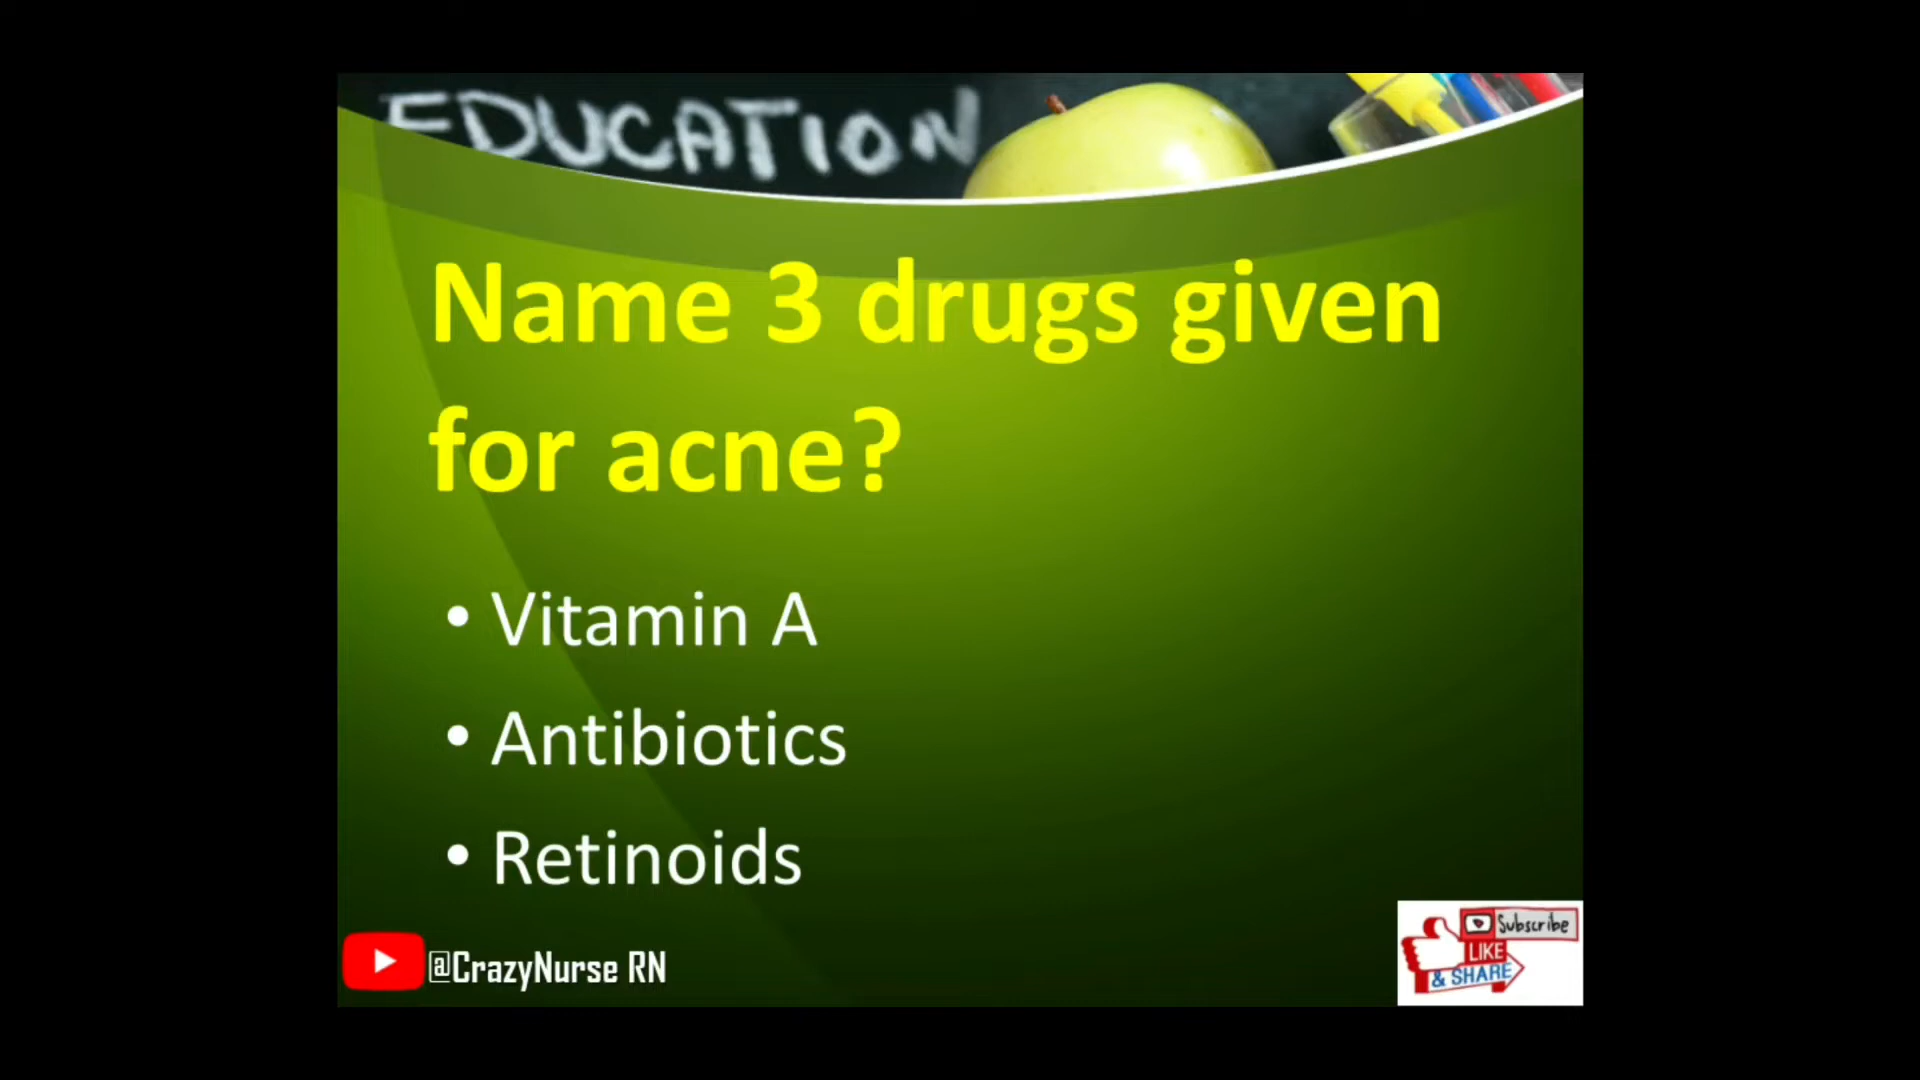 EDUCATION
Name 3 drugs given
for acne?
• Vitamin A
• Antibiotics
• Retinoids
@CrazyNurse RN
Subscribe
LIKE
& SHARE